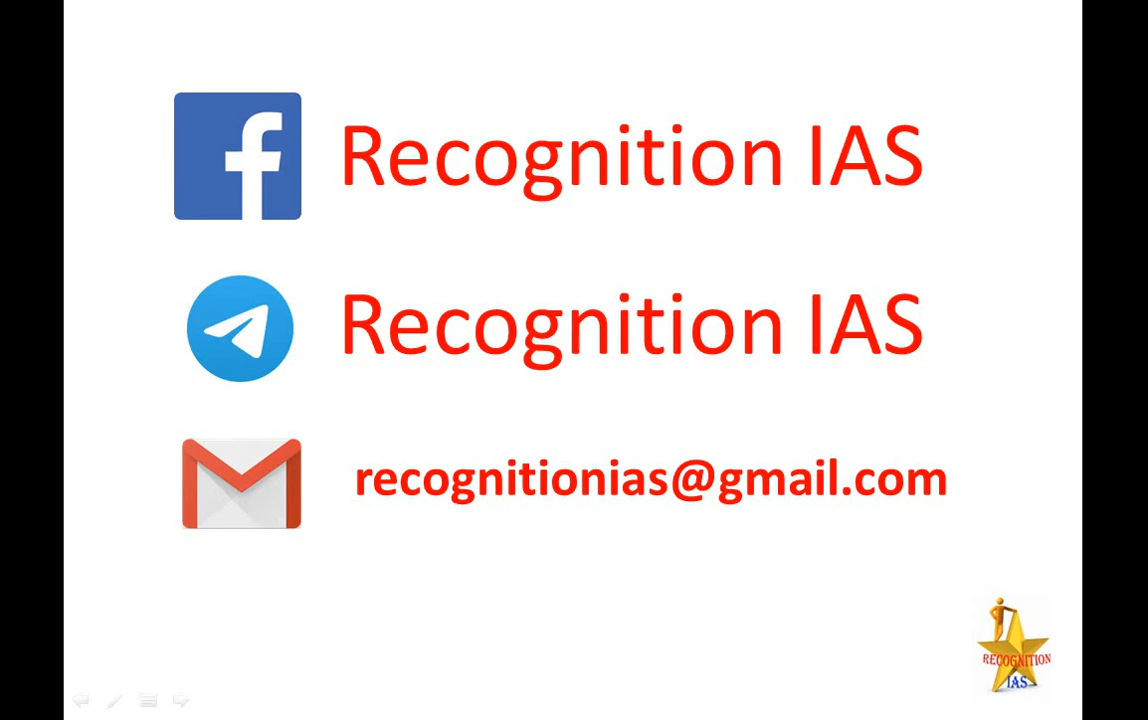 Recognition IAS
Recognition IAS
recognitionias@gmail.com
RECOGNITION
IAS